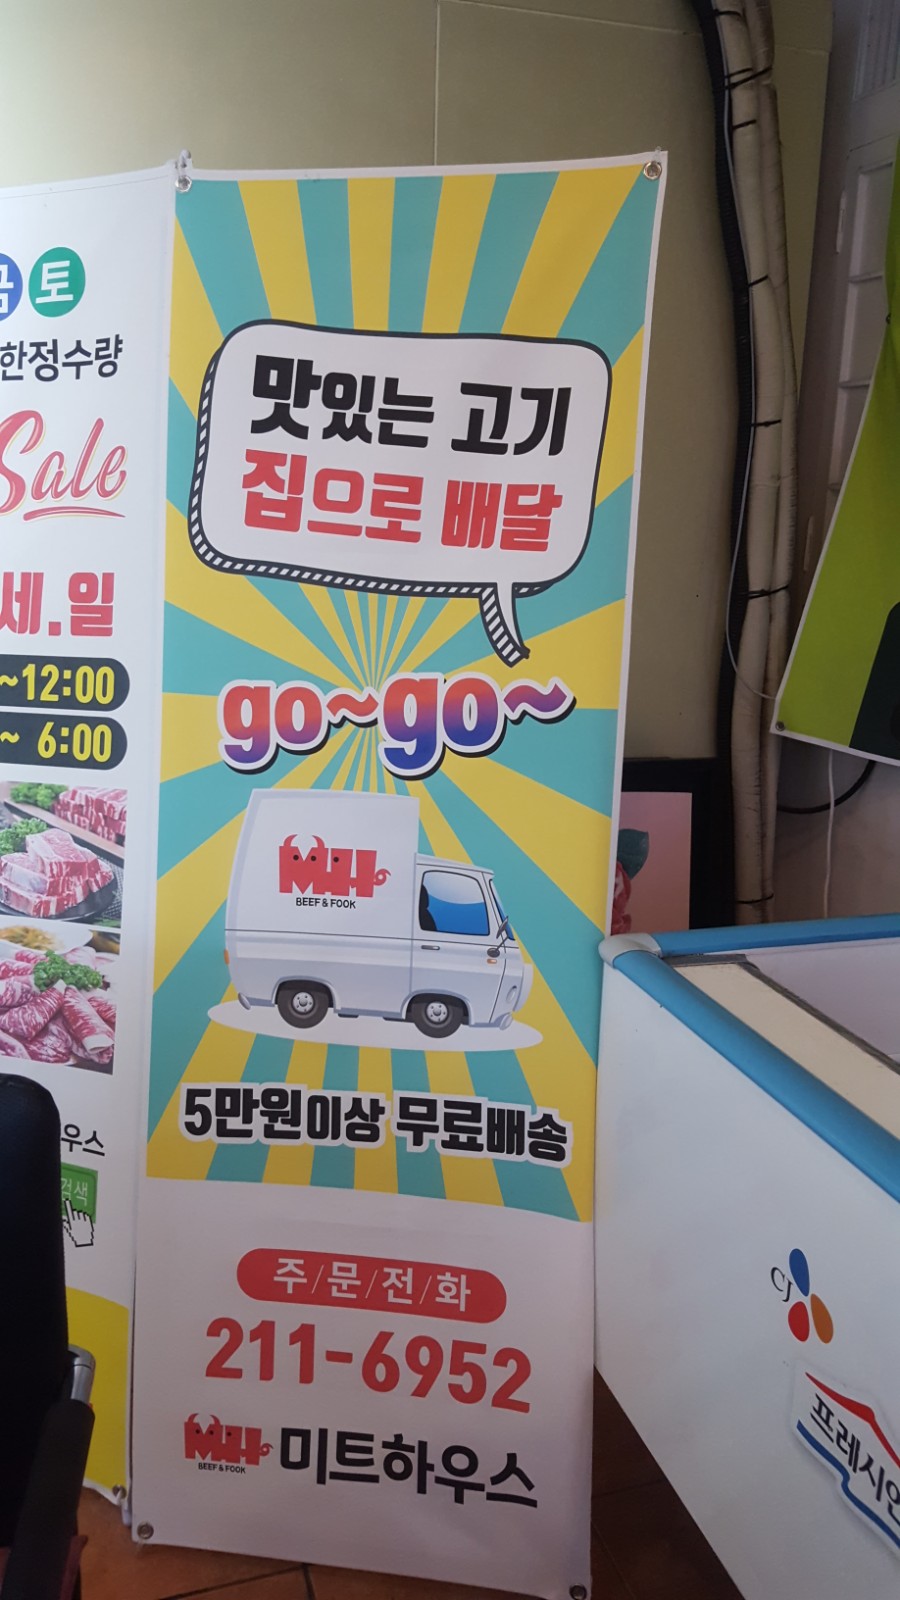 토
한정수량
Sale
세.일
~12:00
~ 6:00
우스
검색
맛있는 고기
집으로 배달
go~go~
MH
BEEF & FOOK
5만원이상 무료배송
주/문/전/화
211-6952
MH
BEEF & FOOK
미트하우스
CJ
프레시안